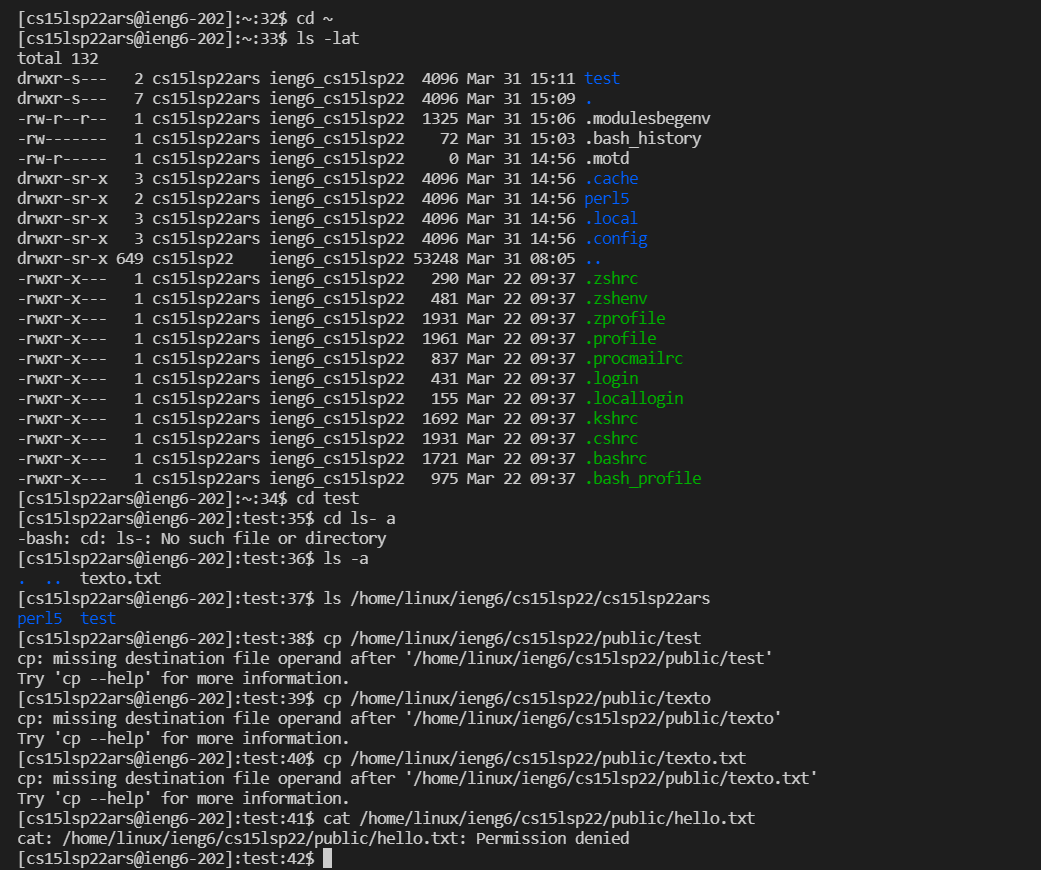 [cs15lsp22ars@ieng6-202]:~:32$ cd ~
[cs15lsp22ars@ieng6-202]:~:33$ ls -lat
total 132
drwxr-s---   2 cs15lsp22ars ieng6_cs15lsp22  4096 Mar 31 15:11 test
drwxr-s---   7 cs15lsp22ars ieng6_cs15lsp22  4096 Mar 31 15:09 .
-rw-r--r--   1 cs15lsp22ars ieng6_cs15lsp22  1325 Mar 31 15:06 .modulesbegenv
-rw-------   1 cs15lsp22ars ieng6_cs15lsp22    72 Mar 31 15:03 .bash_history
-rw-r-----   1 cs15lsp22ars ieng6_cs15lsp22     0 Mar 31 14:56 .motd
drwxr-sr-x   3 cs15lsp22ars ieng6_cs15lsp22  4096 Mar 31 14:56 .cache
drwxr-sr-x   2 cs15lsp22ars ieng6_cs15lsp22  4096 Mar 31 14:56 perl5
drwxr-sr-x   3 cs15lsp22ars ieng6_cs15lsp22  4096 Mar 31 14:56 .local
drwxr-sr-x   3 cs15lsp22ars ieng6_cs15lsp22  4096 Mar 31 14:56 .config
drwxr-sr-x 649 cs15lsp22    ieng6_cs15lsp22 53248 Mar 31 08:05 ..
-rwxr-x---   1 cs15lsp22ars ieng6_cs15lsp22   290 Mar 22 09:37 .zshrc
-rwxr-x---   1 cs15lsp22ars ieng6_cs15lsp22   481 Mar 22 09:37 .zshenv
-rwxr-x---   1 cs15lsp22ars ieng6_cs15lsp22  1931 Mar 22 09:37 .zprofile
-rwxr-x---   1 cs15lsp22ars ieng6_cs15lsp22  1961 Mar 22 09:37 .profile
-rwxr-x---   1 cs15lsp22ars ieng6_cs15lsp22   837 Mar 22 09:37 .procmailrc
-rwxr-x---   1 cs15lsp22ars ieng6_cs15lsp22   431 Mar 22 09:37 .login
-rwxr-x---   1 cs15lsp22ars ieng6_cs15lsp22   155 Mar 22 09:37 .locallogin
-rwxr-x---   1 cs15lsp22ars ieng6_cs15lsp22  1692 Mar 22 09:37 .kshrc
-rwxr-x---   1 cs15lsp22ars ieng6_cs15lsp22  1931 Mar 22 09:37 .cshrc
-rwxr-x---   1 cs15lsp22ars ieng6_cs15lsp22  1721 Mar 22 09:37 .bashrc
-rwxr-x---   1 cs15lsp22ars ieng6_cs15lsp22   975 Mar 22 09:37 .bash_profile
[cs15lsp22ars@ieng6-202]:~:34$ cd test
[cs15lsp22ars@ieng6-202]:test:35$ cd ls- a
-bash: cd: ls-: No such file or directory
[cs15lsp22ars@ieng6-202]:test:36$ ls -a
.  ..  texto.txt
[cs15lsp22ars@ieng6-202]:test:37$ ls /home/linux/ieng6/cs15lsp22/cs15lsp22ars
perl5  test
[cs15lsp22ars@ieng6-202]:test:38$ cp /home/linux/ieng6/cs15lsp22/public/test
cp: missing destination file operand after '/home/linux/ieng6/cs15lsp22/public/test'
Try 'cp --help' for more information.
[cs15lsp22ars@ieng6-202]:test:39$ cp /home/linux/ieng6/cs15lsp22/public/texto
cp: missing destination file operand after '/home/linux/ieng6/cs15lsp22/public/texto'
Try 'cp --help' for more information.
[cs15lsp22ars@ieng6-202]:test:40$ cp /home/linux/ieng6/cs15lsp22/public/texto.txt
cp: missing destination file operand after '/home/linux/ieng6/cs15lsp22/public/texto.txt'
Try 'cp --help' for more information.
[cs15lsp22ars@ieng6-202]:test:41$ cat /home/linux/ieng6/cs15lsp22/public/hello.txt
cat: /home/linux/ieng6/cs15lsp22/public/hello.txt: Permission denied
[cs15lsp22ars@ieng6-202]:test:42$